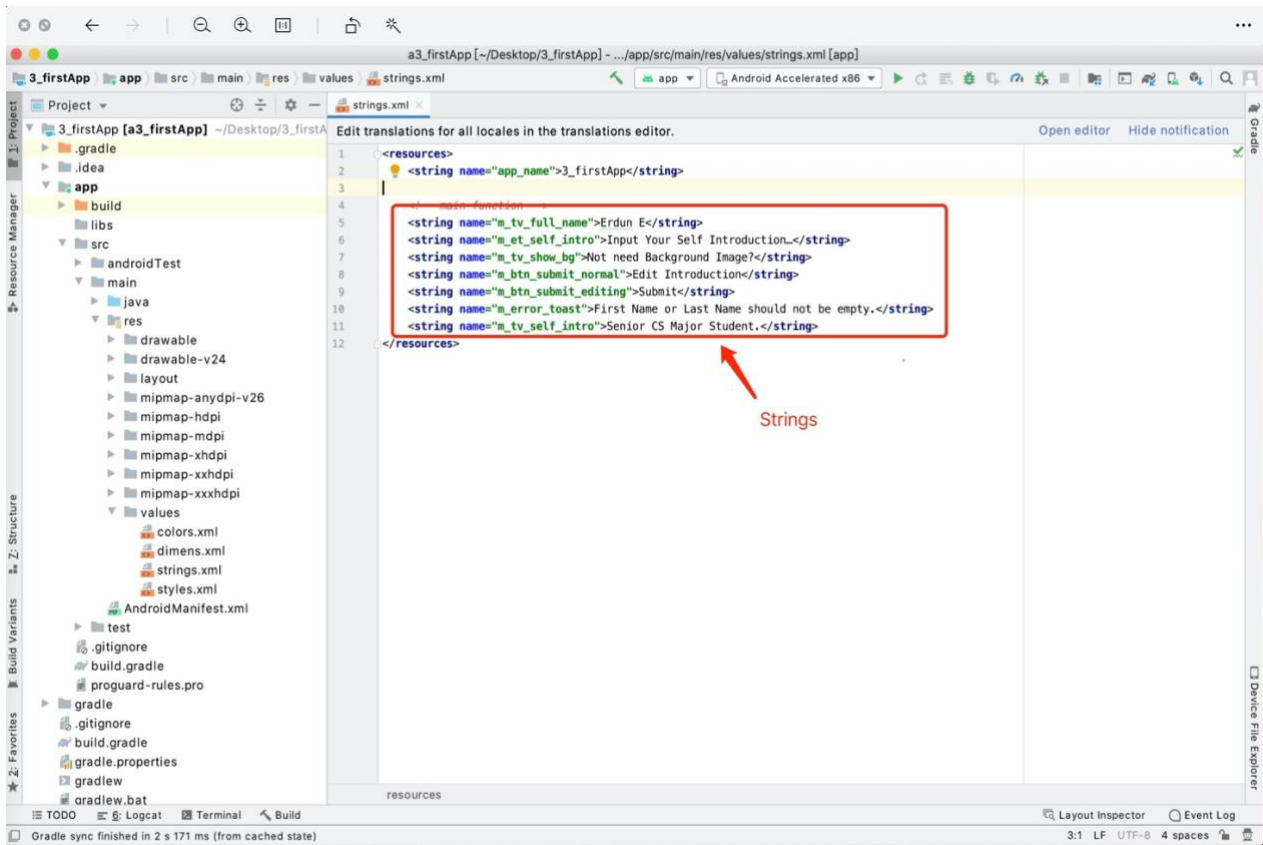 a3_firstApp [~/Desktop/3_firstApp] - .../app/src/main/res/values/strings.xml [app]
3_firstApp app src main res values strings.xml
app
Android Accelerated x86
Project
strings.xml
1: Project
Resource Manager
Z: Structure
Build Variants
2: Favorites
3_firstApp [a3_firstApp] ~/Desktop/3_firstA
.gradle
.idea
app
build
libs
src
androidTest
main
java
res
drawable
drawable-v24
layout
mipmap-anydpi-v26
mipmap-hdpi
mipmap-mdpi
mipmap-xhdpi
mipmap-xxhdpi
mipmap-xxxhdpi
values
colors.xml
dimens.xml
strings.xml
styles.xml
AndroidManifest.xml
test
.gitignore
build.gradle
proguard-rules.pro
gradle
.gitignore
build.gradle
gradle.properties
gradlew
gradlew.bat
Edit translations for all locales in the translations editor.
Open editor Hide notification
1 <resources>
2 <string name="app_name">3_firstApp</string>
3
4 main function
5 <string name="m_tv_full_name">Erdun E</string>
6 <string name="m_et_self_intro">Input Your Self Introduction…</string>
7 <string name="m_tv_show_bg">Not need Background Image?</string>
8 <string name="m_btn_submit_normal">Edit Introduction</string>
9 <string name="m_btn_submit_editing">Submit</string>
10 <string name="m_error_toast">First Name or Last Name should not be empty.</string>
11 <string name="m_tv_self_intro">Senior CS Major Student.</string>
12 </resources>
Strings
resources
Gradle
Device File Explorer
TODO 6: Logcat Terminal Build
Layout Inspector Event Log
Gradle sync finished in 2 s 171 ms (from cached state)
3:1 LF UTF-8 4 spaces